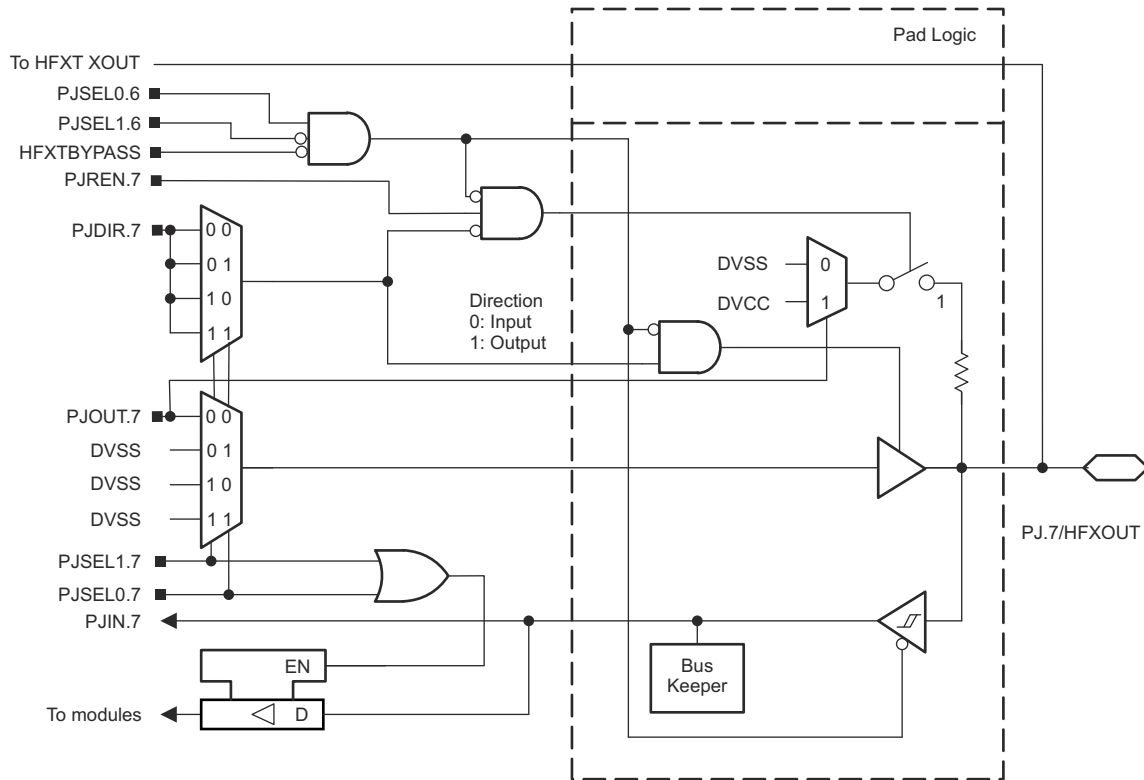 Pad Logic
To HFXT XOUT
PJSEL0.6
PJSEL1.6
HFXTBYPASS
PJREN.7
PJDIR.7
0 0
0 1
1 0
1 1
Direction
0: Input
1: Output
DVSS
0
DVCC
1
1
PJOUT.7
0 0
DVSS
0 1
DVSS
1 0
DVSS
1 1
PJ.7/HFXOUT
PJSEL1.7
PJSEL0.7
PJIN.7
EN
D
To modules
Bus
Keeper